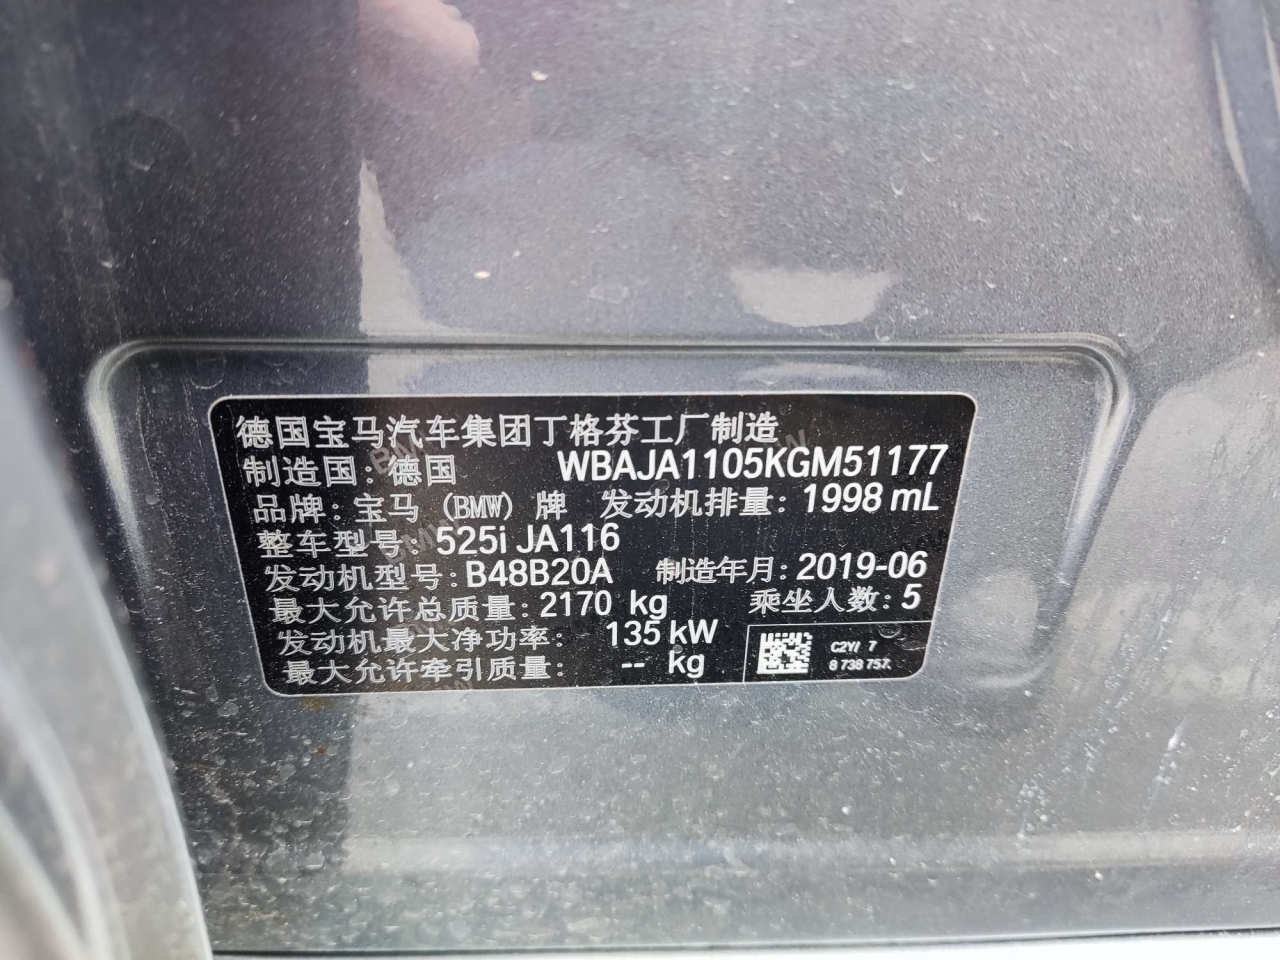 德国宝马汽车集团丁格芬工厂制造
制造国：德国 WBAJA1105KGM51177
品牌：宝马 (BMW) 牌 发动机排量：1998 mL
整车型号：525i JA116
发动机型号：B48B20A 制造年月：2019-06
最大允许总质量：2170 kg 乘坐人数：5
发动机最大净功率： 135 kW
最大允许牵引质量： -- kg
C2Y/ 7
8 738 757.